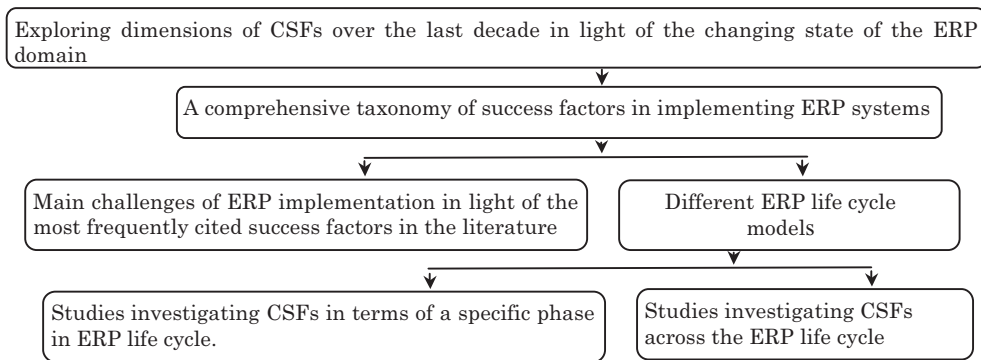 Exploring dimensions of CSFs over the last decade in light of the changing state of the ERP
domain
A comprehensive taxonomy of success factors in implementing ERP systems
Main challenges of ERP implementation in light of the
most frequently cited success factors in the literature
Different ERP life cycle
models
Studies investigating CSFs in terms of a specific phase
in ERP life cycle.
Studies investigating CSFs
across the ERP life cycle